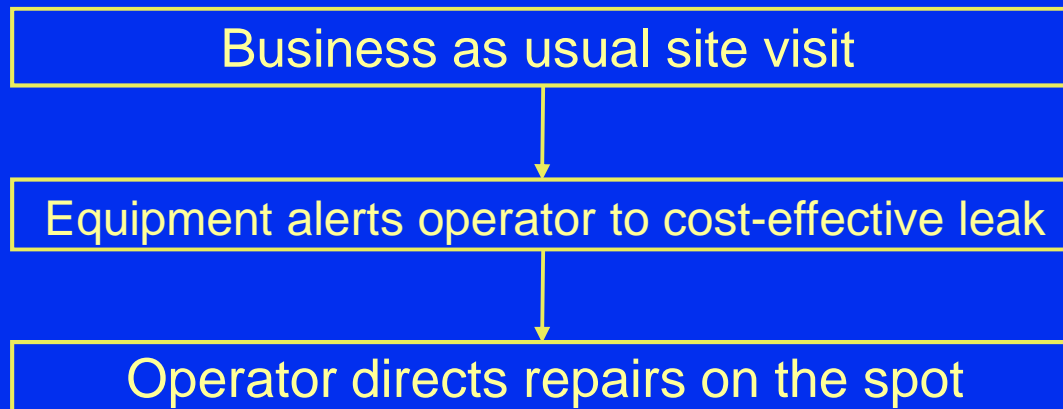 Business as usual site visit
Equipment alerts operator to cost-effective leak
Operator directs repairs on the spot